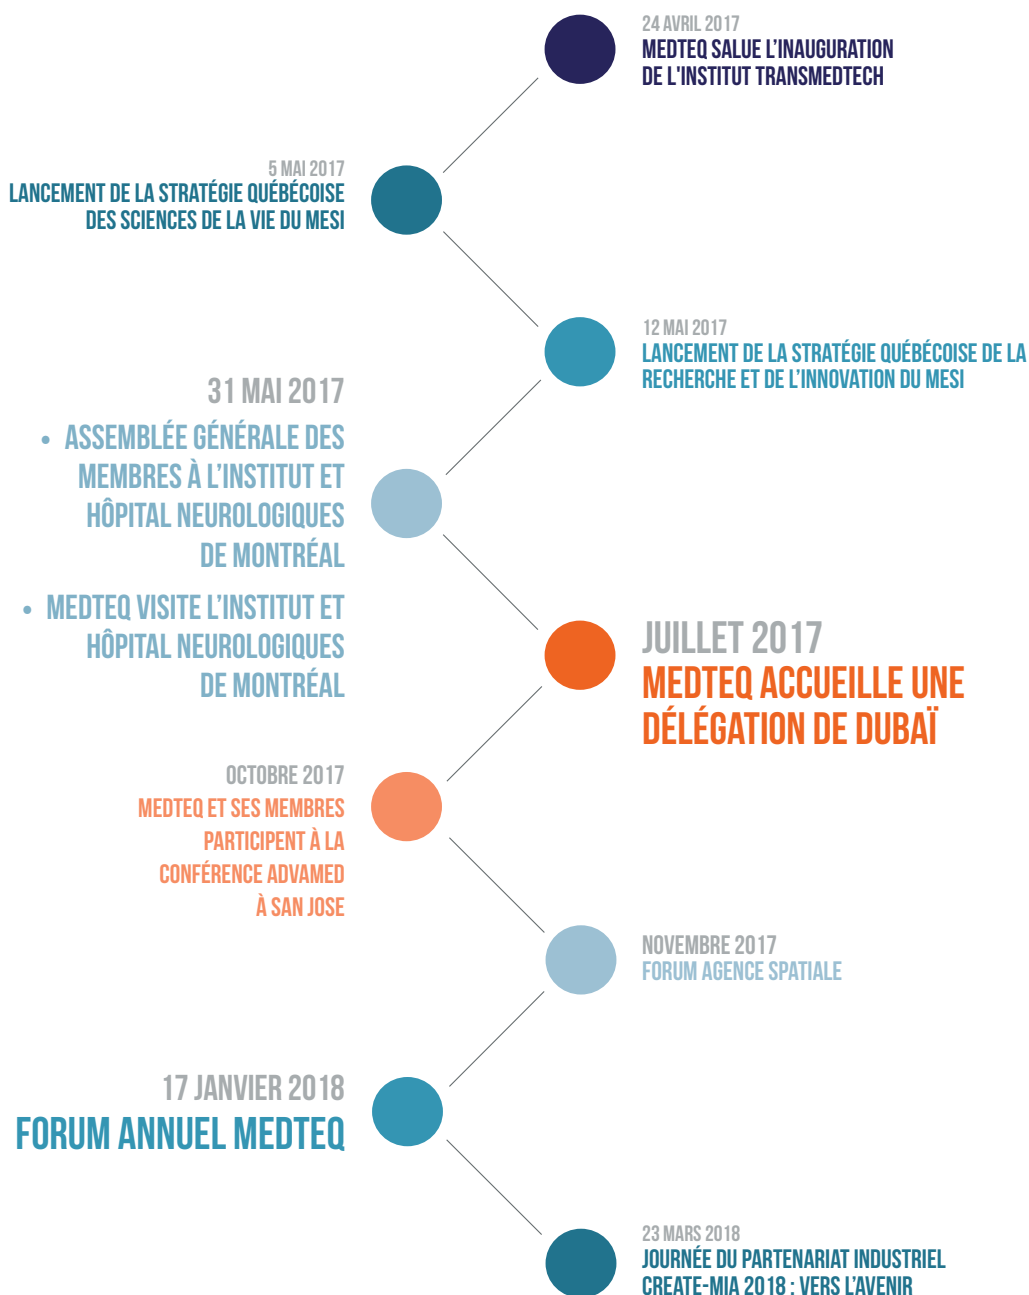 24 AVRIL 2017
MEDTEQ SALUE L’INAUGURATION
DE L'INSTITUT TRANSMEDTECH
5 MAI 2017
LANCEMENT DE LA STRATÉGIE QUÉBÉCOISE
DES SCIENCES DE LA VIE DU MESI
12 MAI 2017
LANCEMENT DE LA STRATÉGIE QUÉBÉCOISE DE LA
RECHERCHE ET DE L’INNOVATION DU MESI
31 MAI 2017
• ASSEMBLÉE GÉNÉRALE DES
MEMBRES À L’INSTITUT ET
HÔPITAL NEUROLOGIQUES
DE MONTRÉAL
• MEDTEQ VISITE L’INSTITUT ET
HÔPITAL NEUROLOGIQUES
DE MONTRÉAL
JUILLET 2017
MEDTEQ ACCUEILLE UNE
DÉLÉGATION DE DUBAÏ
OCTOBRE 2017
MEDTEQ ET SES MEMBRES
PARTICIPENT À LA
CONFÉRENCE ADVAMED
À SAN JOSE
NOVEMBRE 2017
FORUM AGENCE SPATIALE
17 JANVIER 2018
FORUM ANNUEL MEDTEQ
23 MARS 2018
JOURNÉE DU PARTENARIAT INDUSTRIEL
CREATE-MIA 2018 : VERS L’AVENIR